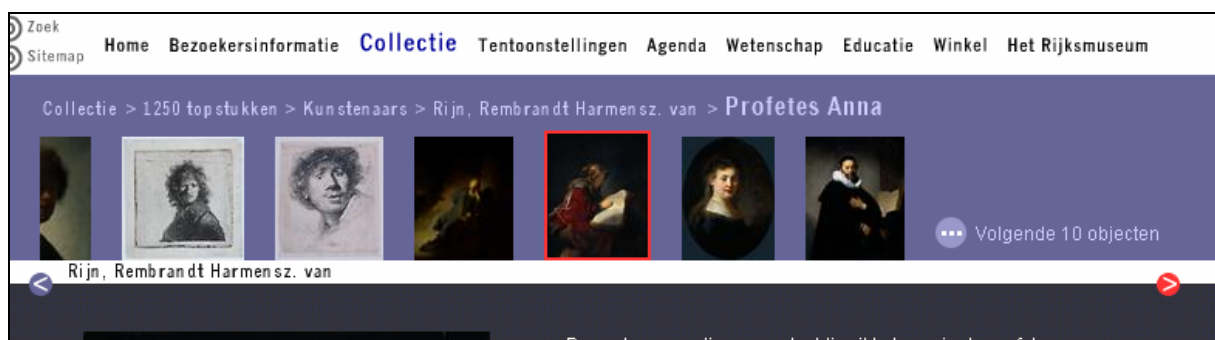 Zoek
Sitemap
Home Bezoekersinformatie Collectie Tentoonstellingen Agenda Wetenschap Educatie Winkel Het Rijksmuseum
Collectie > 1250 topstukken > Kunstenaars > Rijn, Rembrandt Harmensz. van > Profetes Anna
Volgende 10 objecten
< Rijn, Rembrandt Harmensz. van >